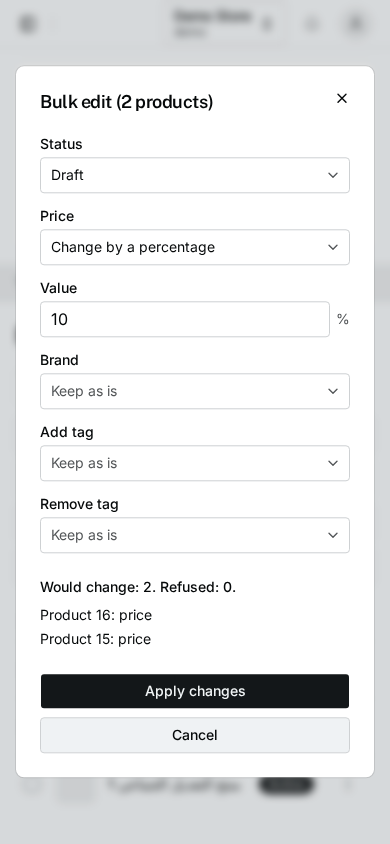 Demo Store
Bulk edit (2 products)
Status
Draft
Price
Change by a percentage
Value
10 %
Brand
Keep as is
Add tag
Keep as is
Remove tag
Keep as is
Would change: 2. Refused: 0.
Product 16: price
Product 15: price
Apply changes
Cancel